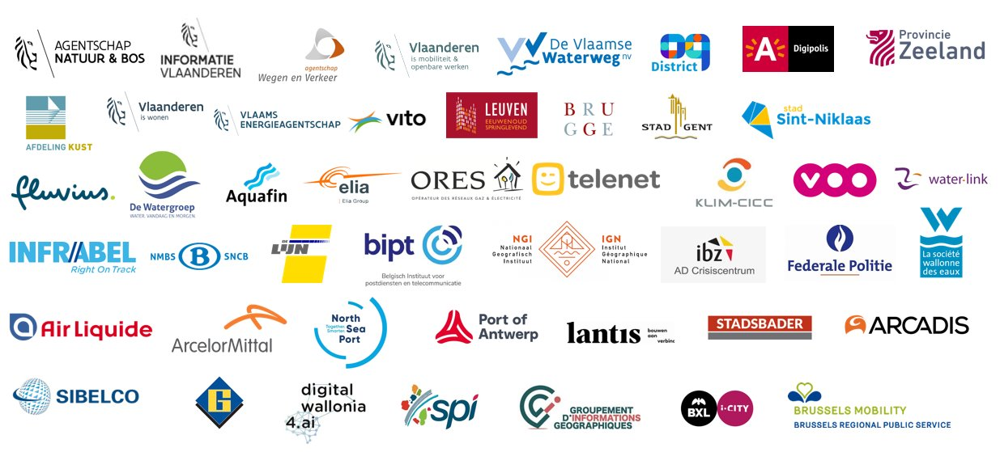 AGENTSCHAP
NATUUR & BOS
INFORMATIE
VLAANDEREN
agentschap
Wegen en Verkeer
Vlaanderen
is mobiliteit &
openbare werken
De Vlaamse
Waterweg nv
District
A
Digipolis
Provincie
Zeeland
AFDELING KUST
Vlaanderen
is wonen
VLAAMS
ENERGIEAGENTSCHAP
vito
LEUVEN
EEUWENOUD
SPRINGLEVEND
BRU
GGE
STAD GENT
stad
Sint-Niklaas
fluvius.
De Watergroep
WATER. VANDAAG EN MORGEN.
Aquafin
elia
Elia Group
ORES
OPÉRATEUR DES RÉSEAUX GAZ & ÉLECTRICITÉ
telenet
KLIM-CICC
voo
water-link
INFRABEL
Right On Track
NMBS B SNCB
DE
LIJN
bipt
Belgisch Instituut voor
postdiensten en telecommunicatie
NGI
Nationaal
Geografisch
Instituut
IGN
Institut
Géographique
National
ibz
AD Crisiscentrum
Federale Politie
La société
wallonne
des eaux
Air Liquide
ArcelorMittal
North
Together. Sea
Smarter. Port
Port of
Antwerp
lantis
bouwen
aan
verbind
STADSBADER
ARCADIS
SIBELCO
G
digital
wallonia
4.ai
spi
GROUPEMENT
D'INFORMATIONS
GÉOGRAPHIQUES
BXL
i-CITY
BRUSSELS MOBILITY
BRUSSELS REGIONAL PUBLIC SERVICE